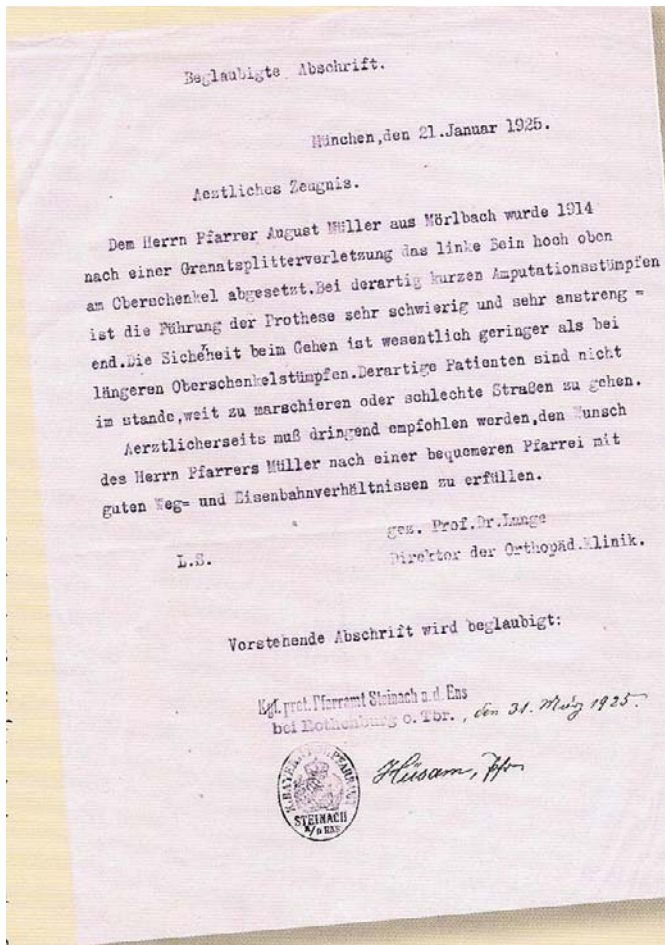 Beglaubigte Abschrift.
München,den 21.Januar 1925.
Aeztliches Zeugnis.
Dem Herrn Pfarrer August Müller aus Mörlbach wurde 1914
nach einer Granatsplitterverletzung das linke Bein hoch oben
am Oberschenkel abgesetzt.Bei derartig kurzen Amputationsstümpfen
ist die Führung der Prothese sehr schwierig und sehr anstreng =
end.Die Sicherheit beim Gehen ist wesentlich geringer als bei
längeren Oberschenkelstümpfen.Derartige Patienten sind nicht
im stande,weit zu marschieren oder schlechte Straßen zu gehen.
Aerztlicherseits muß dringend empfohlen werden,den Wunsch
des Herrn Pfarrers Müller nach einer bequemeren Pfarrei mit
guten Weg= und Eisenbahnverhältnissen zu erfüllen.
gez. Prof.Dr.Lange
L.S. Direktor der Orthopäd.Klinik.
Vorstehende Abschrift wird beglaubigt:
Kgl. prot. Pfarramt Steinach a. d. Ens
bei Rothenburg o. Tbr., den 31. März 1925.
Hüsam, Pfr
K.BAYER. PFARRAMT
STEINACH
A/D ENS